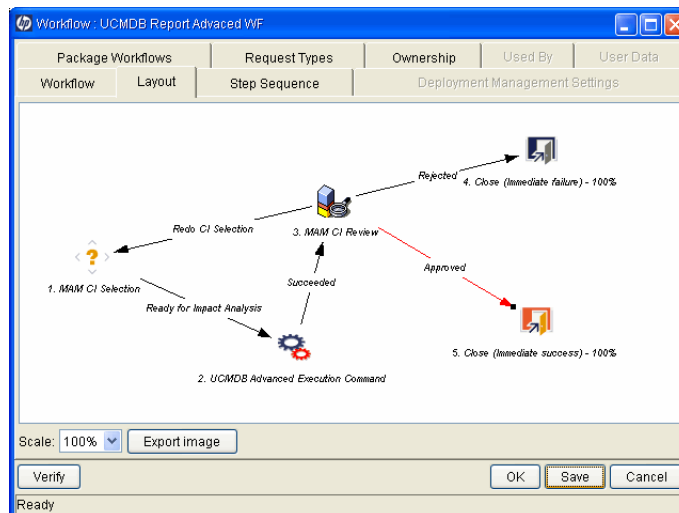 hp Workflow : UCMDB Report Advaced WF
Package Workflows Request Types Ownership Used By User Data
Workflow Layout Step Sequence Deployment Management Settings
Rejected
4. Close (Immediate failure) - 100%
Redo CI Selection
3. MAM CI Review
Approved
1. MAM CI Selection
Succeeded
Ready for Impact Analysis
5. Close (Immediate success) - 100%
2. UCMDB Advanced Execution Command
Scale: 100% Export image
Verify OK Save Cancel
Ready